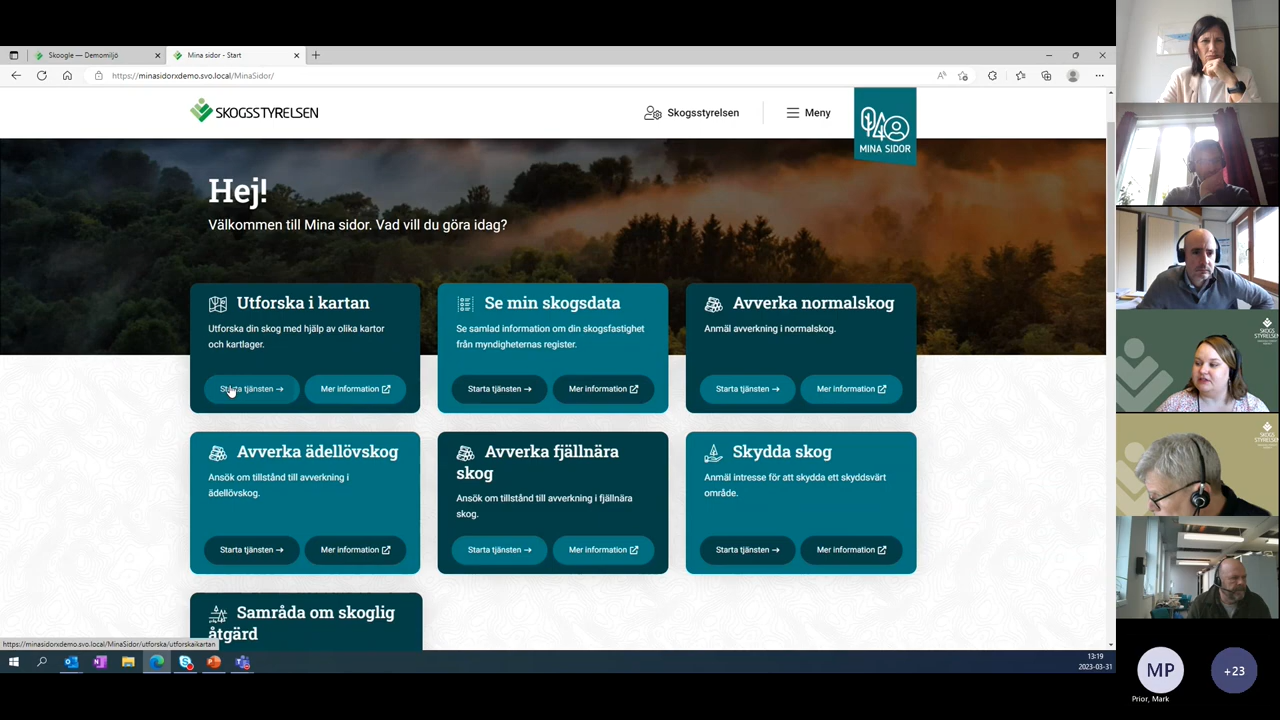 Skoogle — Demomiljö
Mina sidor - Start
https://minasidorxdemo.svo.local/MinaSidor/
SKOGSSTYRELSEN
Skogsstyrelsen
Meny
MINA SIDOR
Hej!
Välkommen till Mina sidor. Vad vill du göra idag?
Utforska i kartan
Utforska din skog med hjälp av olika kartor
och kartlager.
Starta tjänsten →
Mer information
Se min skogsdata
Se samlad information om din skogsfastighet
från myndigheternas register.
Starta tjänsten →
Mer information
Avverka normalskog
Anmäl avverkning i normalskog.
Starta tjänsten →
Mer information
Avverka ädellövskog
Ansök om tillstånd till avverkning i
ädellövskog.
Starta tjänsten →
Mer information
Avverka fjällnära
skog
Ansök om tillstånd till avverkning i fjällnära
skog.
Starta tjänsten →
Mer information
Skydda skog
Anmäl intresse för att skydda ett skyddsvärt
område.
Starta tjänsten →
Mer information
Samråda om skoglig
åtgärd
https://minasidorxdemo.svo.local/MinaSidor/utforska/utforskaikartan
13:19
2023-03-31
SKOGS
STYRELSEN
SKOGS
STYRELSEN
MP
Prior, Mark
+23